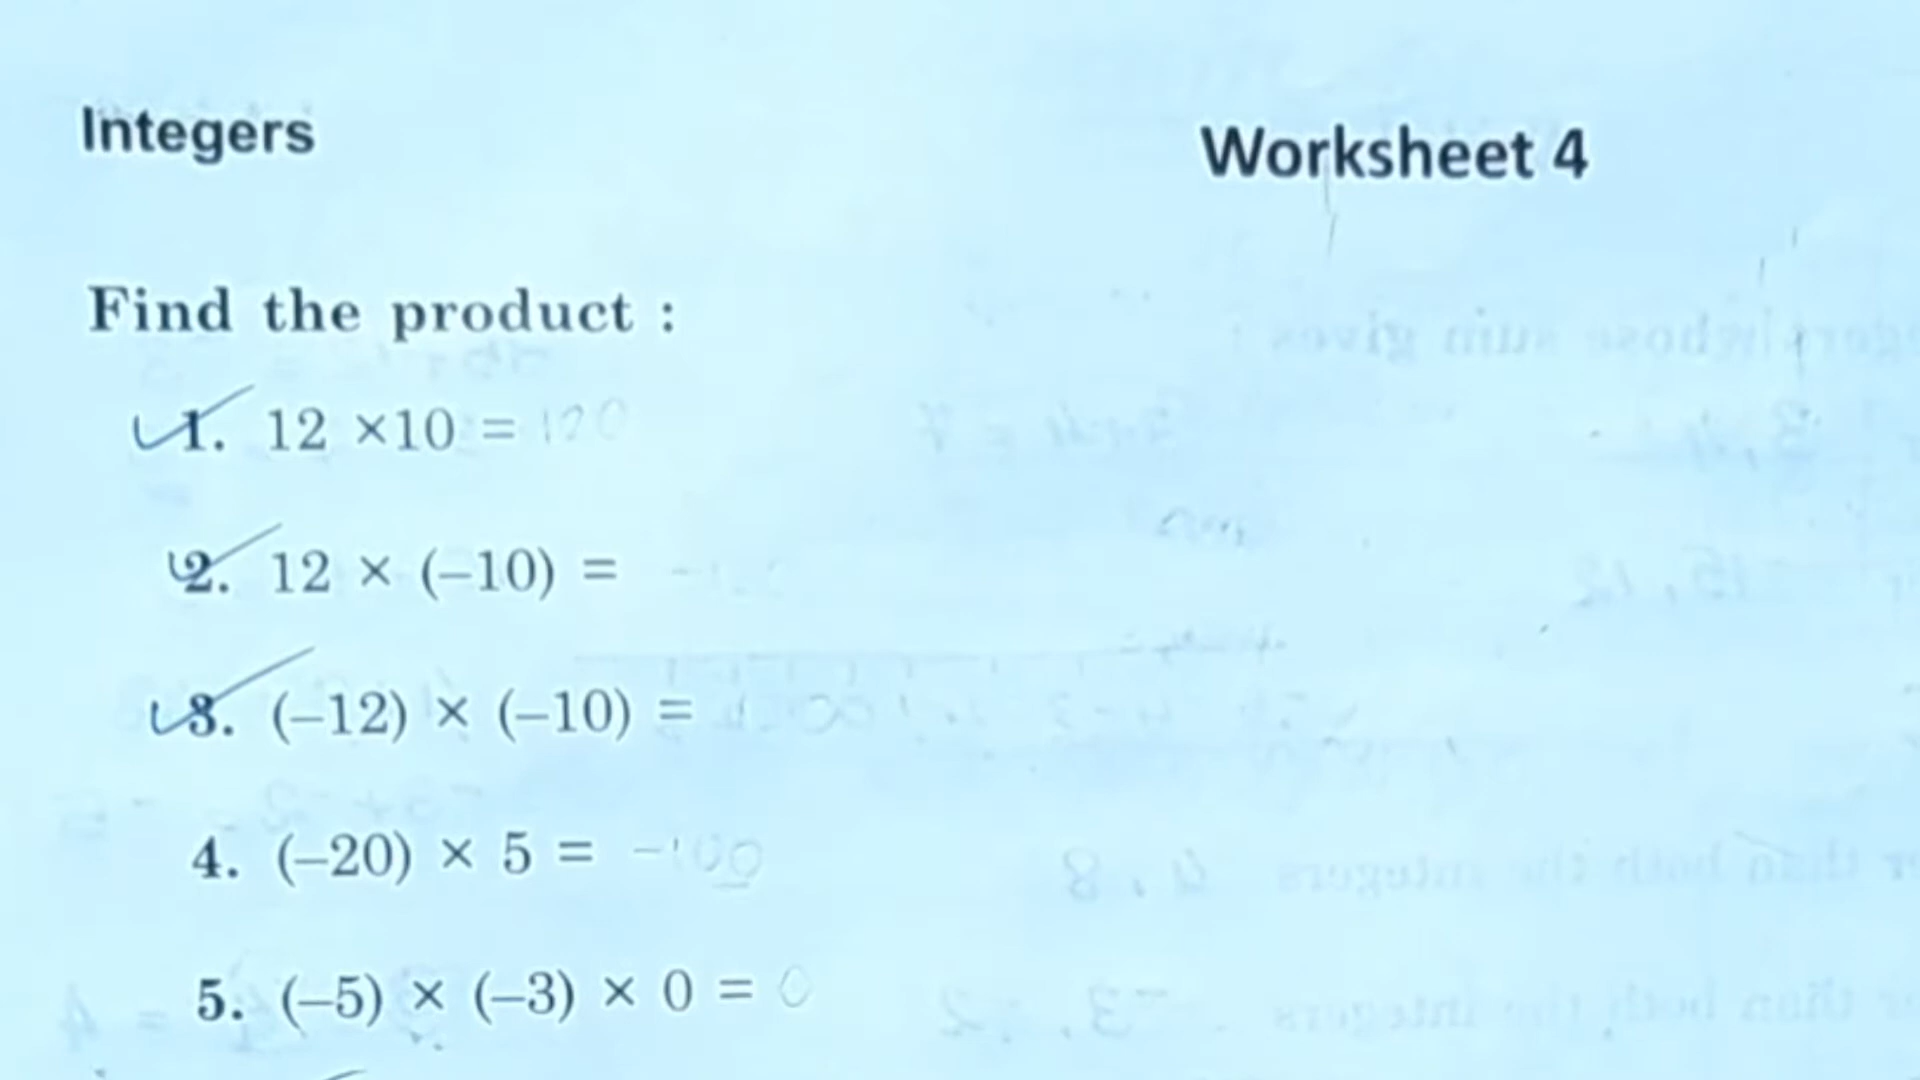 Integers
Worksheet 4
Find the product :
1. 12 ×10 = 120
2. 12 × (–10) =
3. (–12) × (–10) =
4. (–20) × 5 = -100
5. (–5) × (–3) × 0 = 0